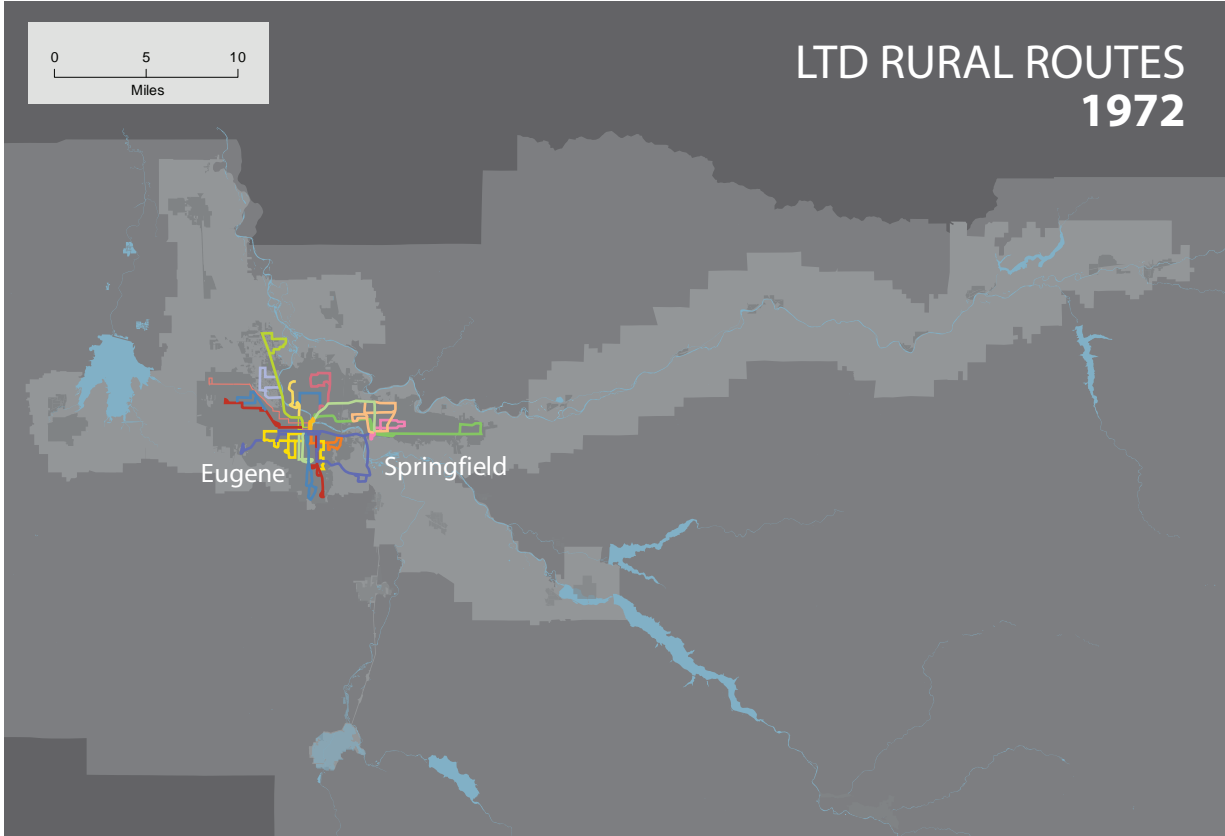 0 5 10
Miles
LTD RURAL ROUTES
1972
Eugene
Springfield